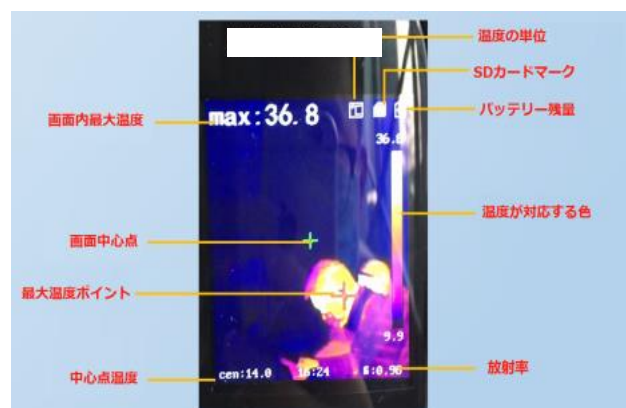 温度の単位
SDカードマーク
バッテリー残量
画面内最大温度
max:36.8
36.8
温度が対応する色
画面中心点
最大温度ポイント
9.9
中心点温度
cen:14.0
16:24
ε:0.96
放射率